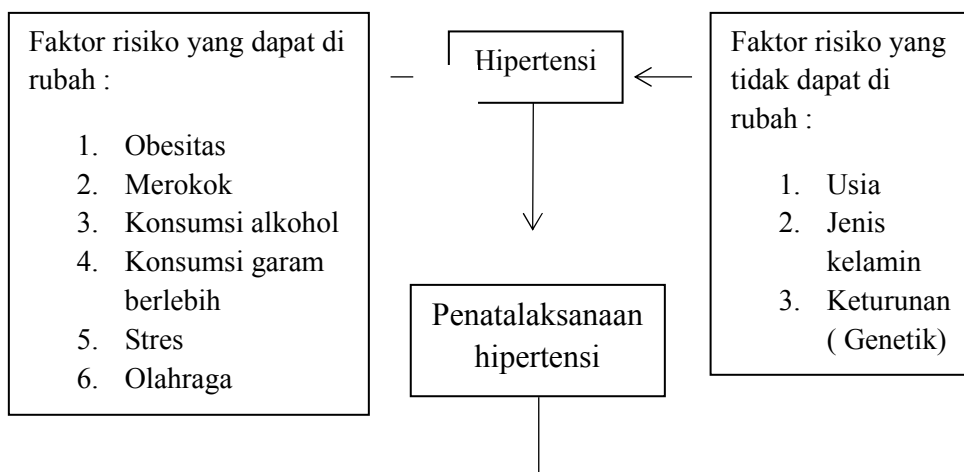 Faktor risiko yang dapat di
rubah :
1. Obesitas
2. Merokok
3. Konsumsi alkohol
4. Konsumsi garam
berlebih
5. Stres
6. Olahraga
Hipertensi
Penatalaksanaan
hipertensi
Faktor risiko yang
tidak dapat di
rubah :
1. Usia
2. Jenis
kelamin
3. Keturunan
( Genetik)